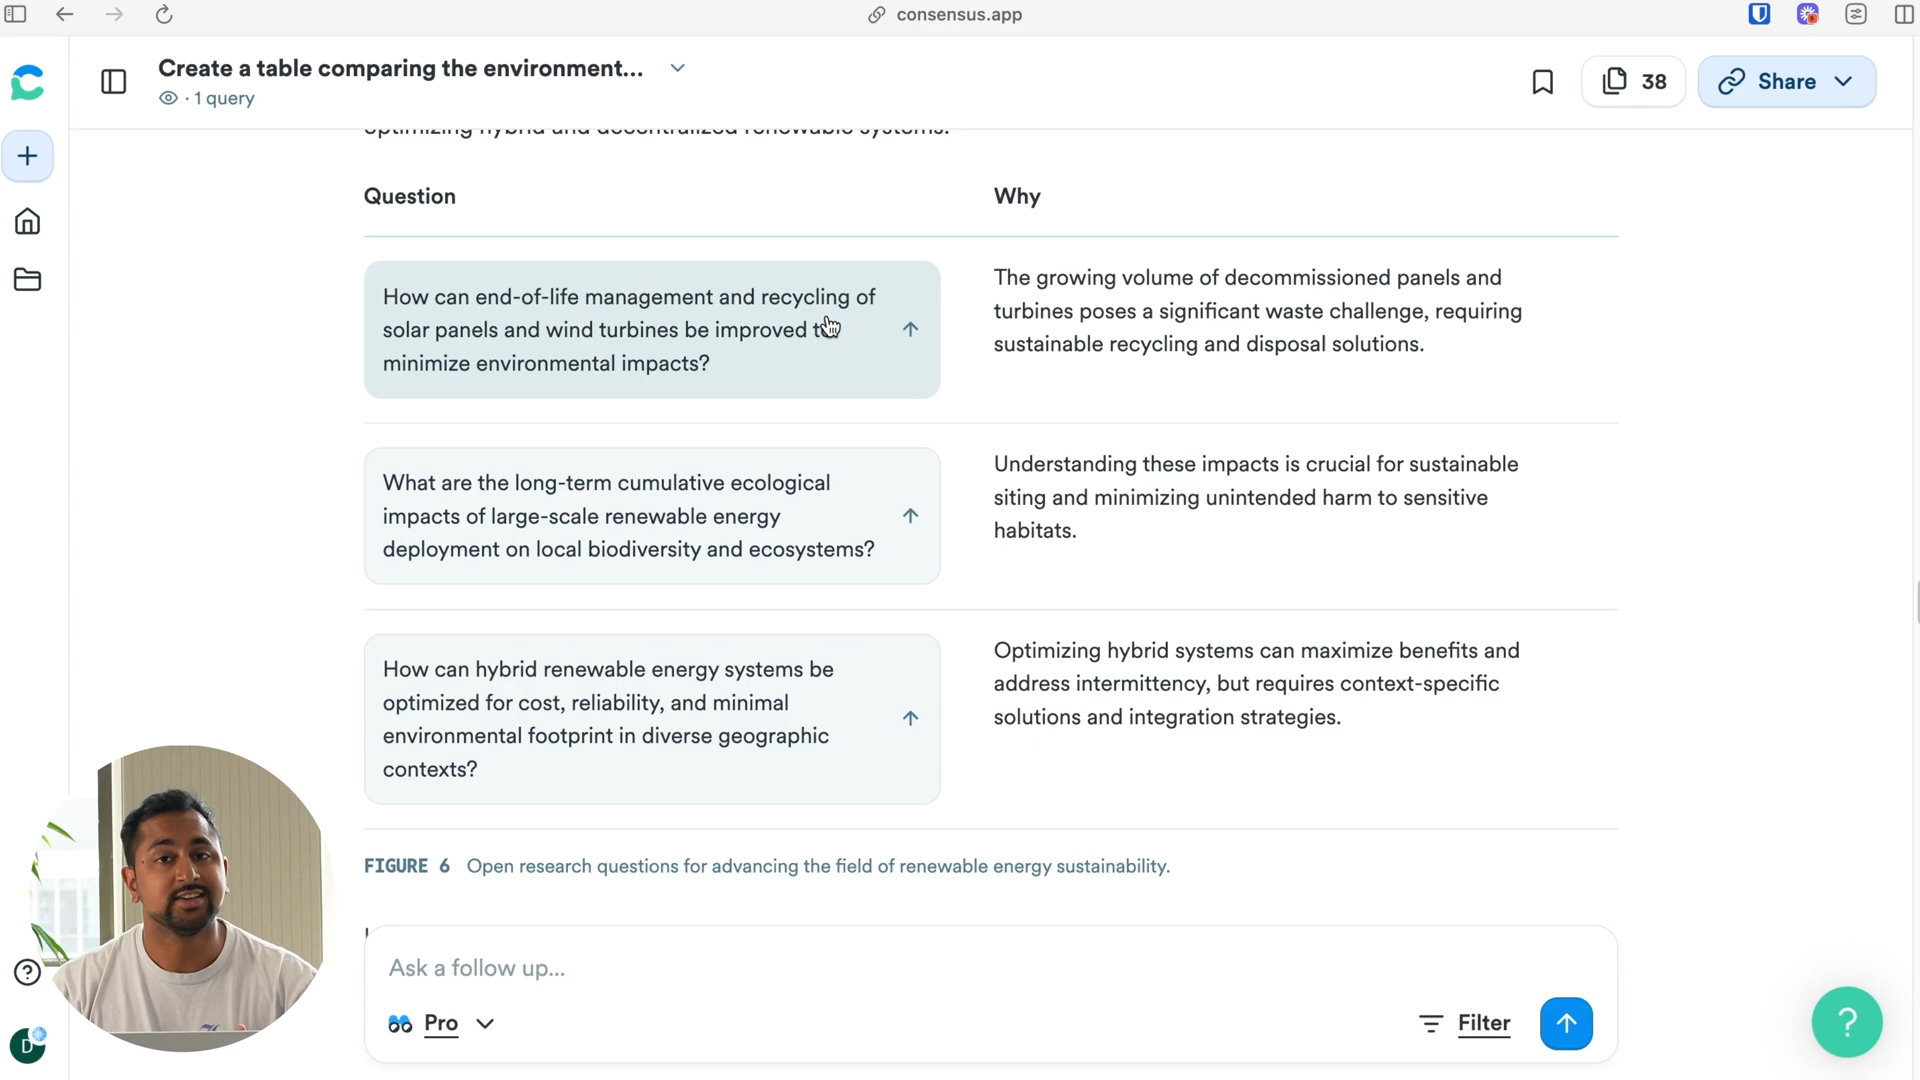 consensus.app
Create a table comparing the environment...
· 1 query
38
Share
optimizing hybrid and decentralized renewable systems.
Question
Why
How can end-of-life management and recycling of
solar panels and wind turbines be improved to
minimize environmental impacts?
The growing volume of decommissioned panels and
turbines poses a significant waste challenge, requiring
sustainable recycling and disposal solutions.
What are the long-term cumulative ecological
impacts of large-scale renewable energy
deployment on local biodiversity and ecosystems?
Understanding these impacts is crucial for sustainable
siting and minimizing unintended harm to sensitive
habitats.
How can hybrid renewable energy systems be
optimized for cost, reliability, and minimal
environmental footprint in diverse geographic
contexts?
Optimizing hybrid systems can maximize benefits and
address intermittency, but requires context-specific
solutions and integration strategies.
FIGURE 6 Open research questions for advancing the field of renewable energy sustainability.
Ask a follow up...
Pro
Filter
D